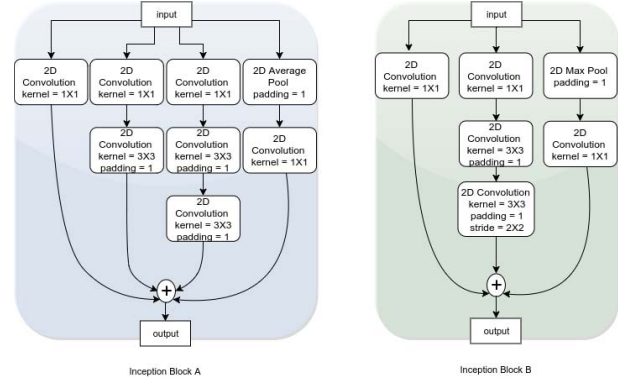 input
2D
Convolution
kernel = 1X1
2D
Convolution
kernel = 1X1
2D
Convolution
kernel = 1X1
2D Average
Pool
padding = 1
2D
Convolution
kernel = 3X3
padding = 1
2D
Convolution
kernel = 3X3
padding = 1
2D
Convolution
kernel = 1X1
2D
Convolution
kernel = 3X3
padding = 1
+
output
Inception Block A
input
2D
Convolution
kernel = 1X1
2D
Convolution
kernel = 1X1
2D Max Pool
padding = 1
2D
Convolution
kernel = 3X3
padding = 1
2D
Convolution
kernel = 1X1
2D Convolution
kernel = 3X3
padding = 1
stride = 2X2
+
output
Inception Block B